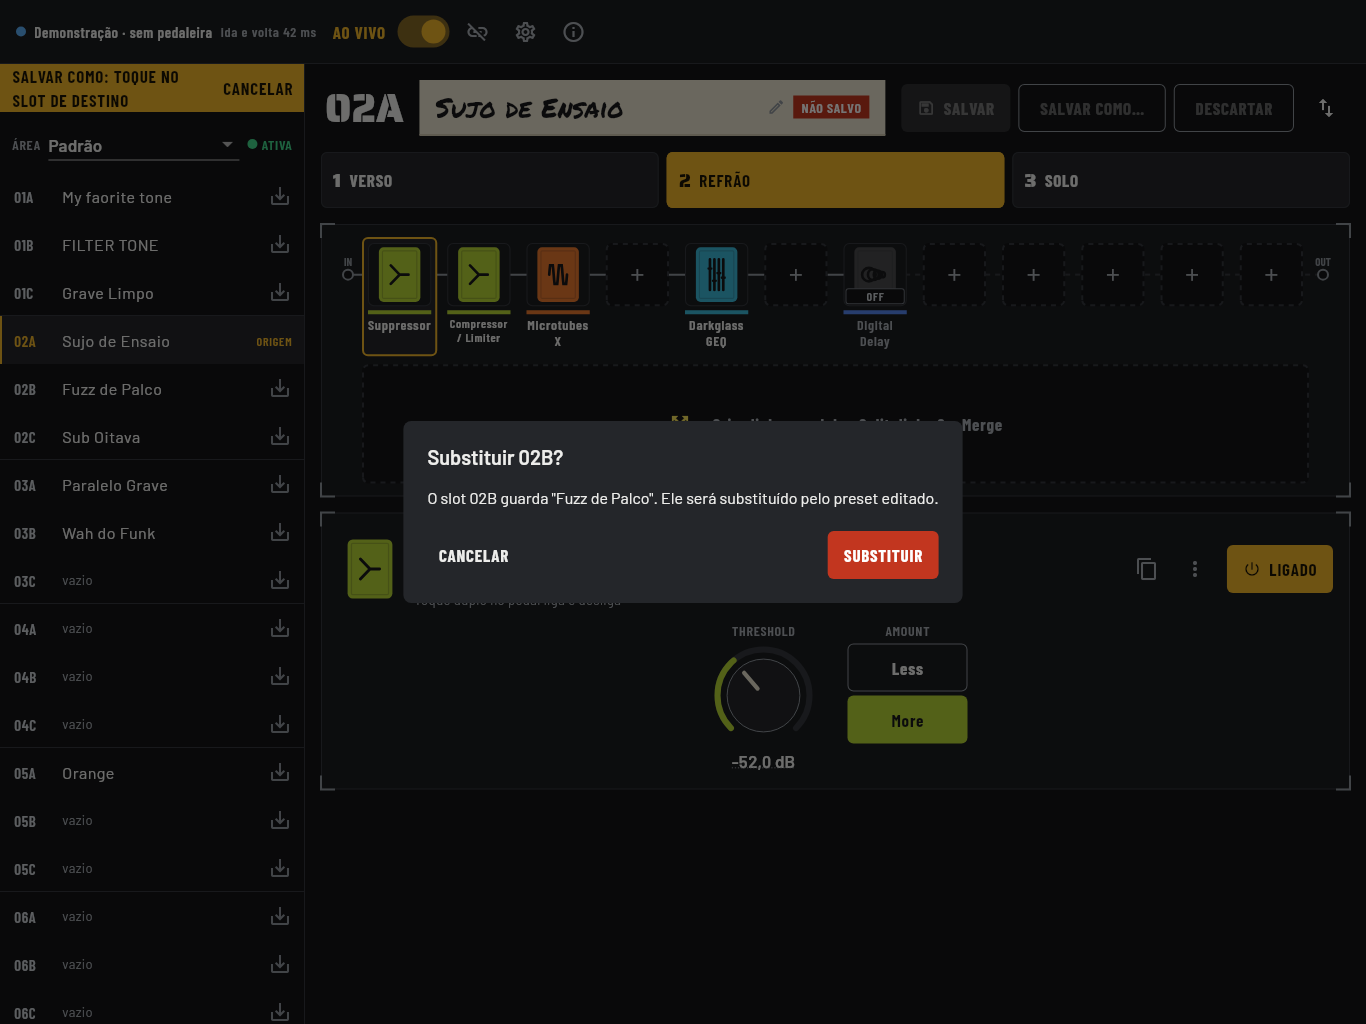 Demonstração · sem pedaleira Ida e volta 42 ms AO VIVO
SALVAR COMO: TOQUE NO
SLOT DE DESTINO
CANCELAR
ÁREA Padrão ATIVA
01A My faorite tone
01B FILTER TONE
01C Grave Limpo
02A Sujo de Ensaio ORIGEM
02B Fuzz de Palco
02C Sub Oitava
03A Paralelo Grave
03B Wah do Funk
03C vazio
04A vazio
04B vazio
04C vazio
05A Orange
05B vazio
05C vazio
06A vazio
06B vazio
06C vazio
02A Sujo de Ensaio NÃO SALVO SALVAR SALVAR COMO... DESCARTAR
1 VERSO
2 REFRÃO
3 SOLO
IN
OUT
Suppressor
Compressor
/ Limiter
Microtubes
X
Darkglass
GEQ
OFF
Digital
Delay
Merge
Substituir 02B?
O slot 02B guarda "Fuzz de Palco". Ele será substituído pelo preset editado.
CANCELAR SUBSTITUIR
LIGADO
THRESHOLD
-52,0 dB
AMOUNT
Less
More